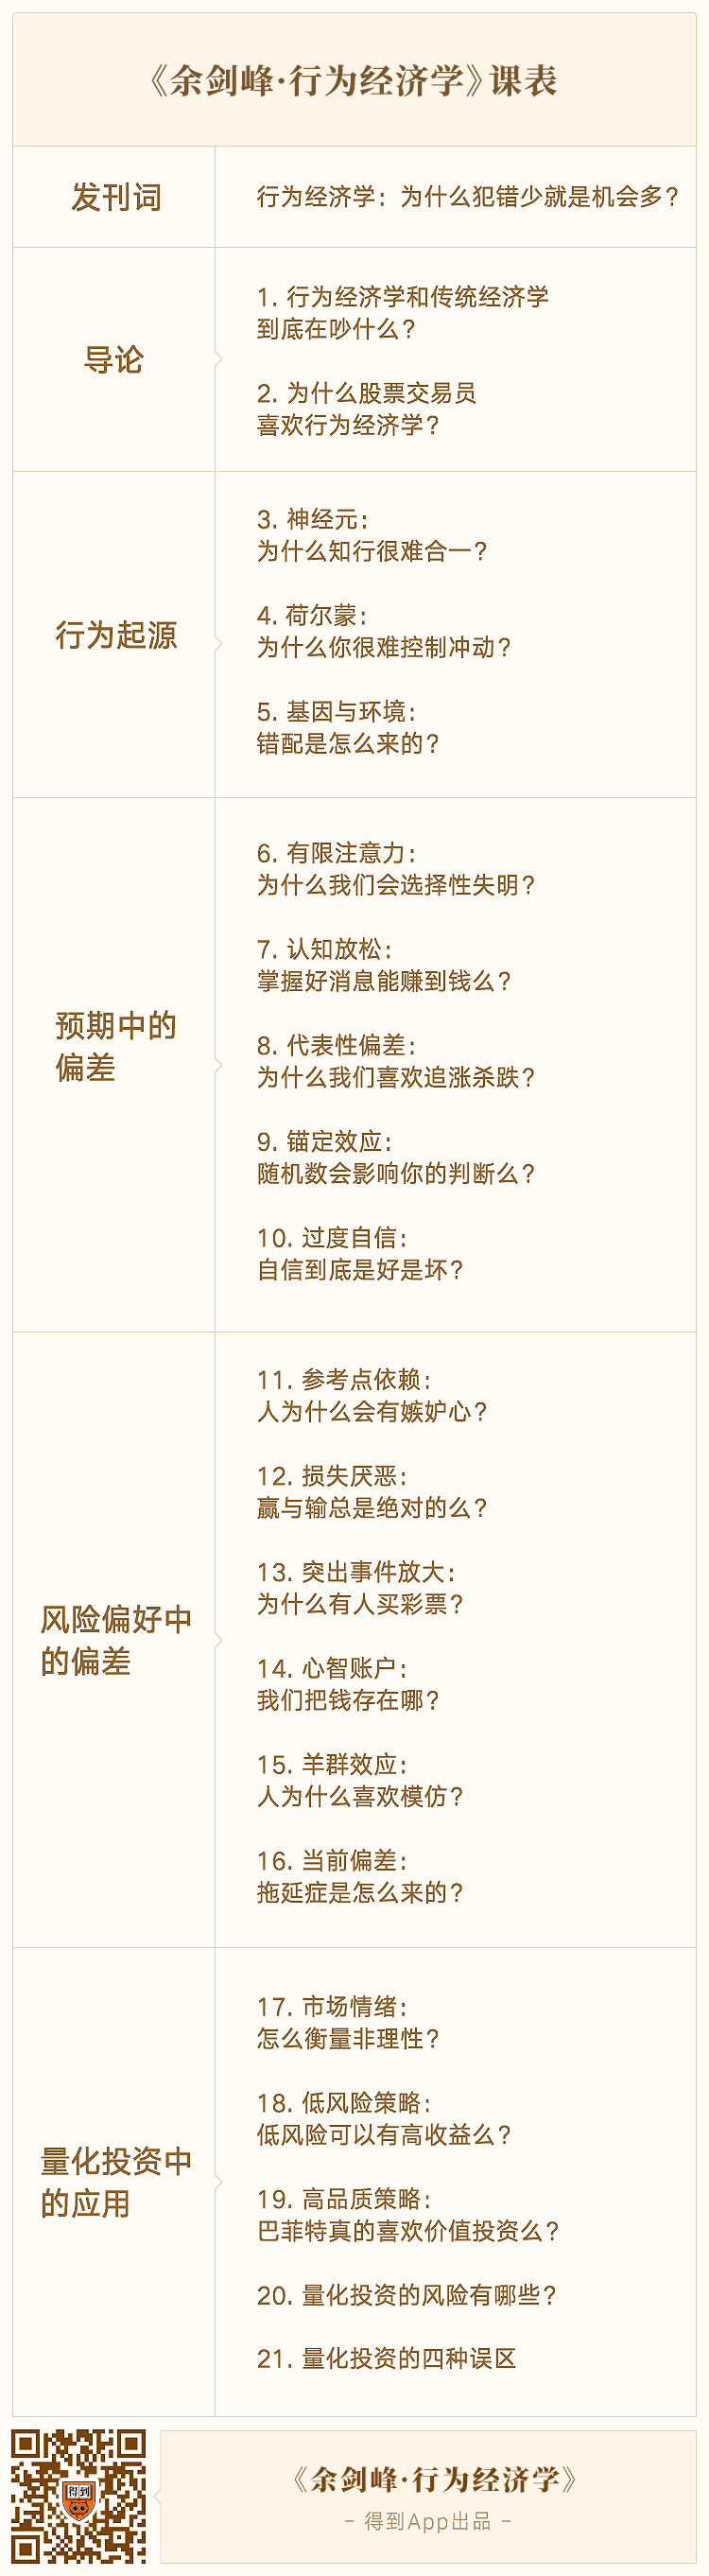 《余剑峰·行为经济学》课表
发刊词
行为经济学：为什么犯错少就是机会多？
导论
1. 行为经济学和传统经济学
到底在吵什么？
2. 为什么股票交易员
喜欢行为经济学？
行为起源
3. 神经元：
为什么知行很难合一？
4. 荷尔蒙：
为什么你很难控制冲动？
5. 基因与环境：
错配是怎么来的？
预期中的
偏差
6. 有限注意力：
为什么我们会选择性失明？
7. 认知放松：
掌握好消息能赚到钱么？
8. 代表性偏差：
为什么我们喜欢追涨杀跌？
9. 锚定效应：
随机数会影响你的判断么？
10. 过度自信：
自信到底是好是坏？
风险偏好中
的偏差
11. 参考点依赖：
人为什么会有嫉妒心？
12. 损失厌恶：
赢与输总是绝对的么？
13. 突出事件放大：
为什么有人买彩票？
14. 心智账户：
我们把钱存在哪？
15. 羊群效应：
人为什么喜欢模仿？
16. 当前偏差：
拖延症是怎么来的？
量化投资中
的应用
17. 市场情绪：
怎么衡量非理性？
18. 低风险策略：
低风险可以有高收益么？
19. 高品质策略：
巴菲特真的喜欢价值投资么？
20. 量化投资的风险有哪些？
21. 量化投资的四种误区
得到
《余剑峰·行为经济学》
– 得到App出品 –